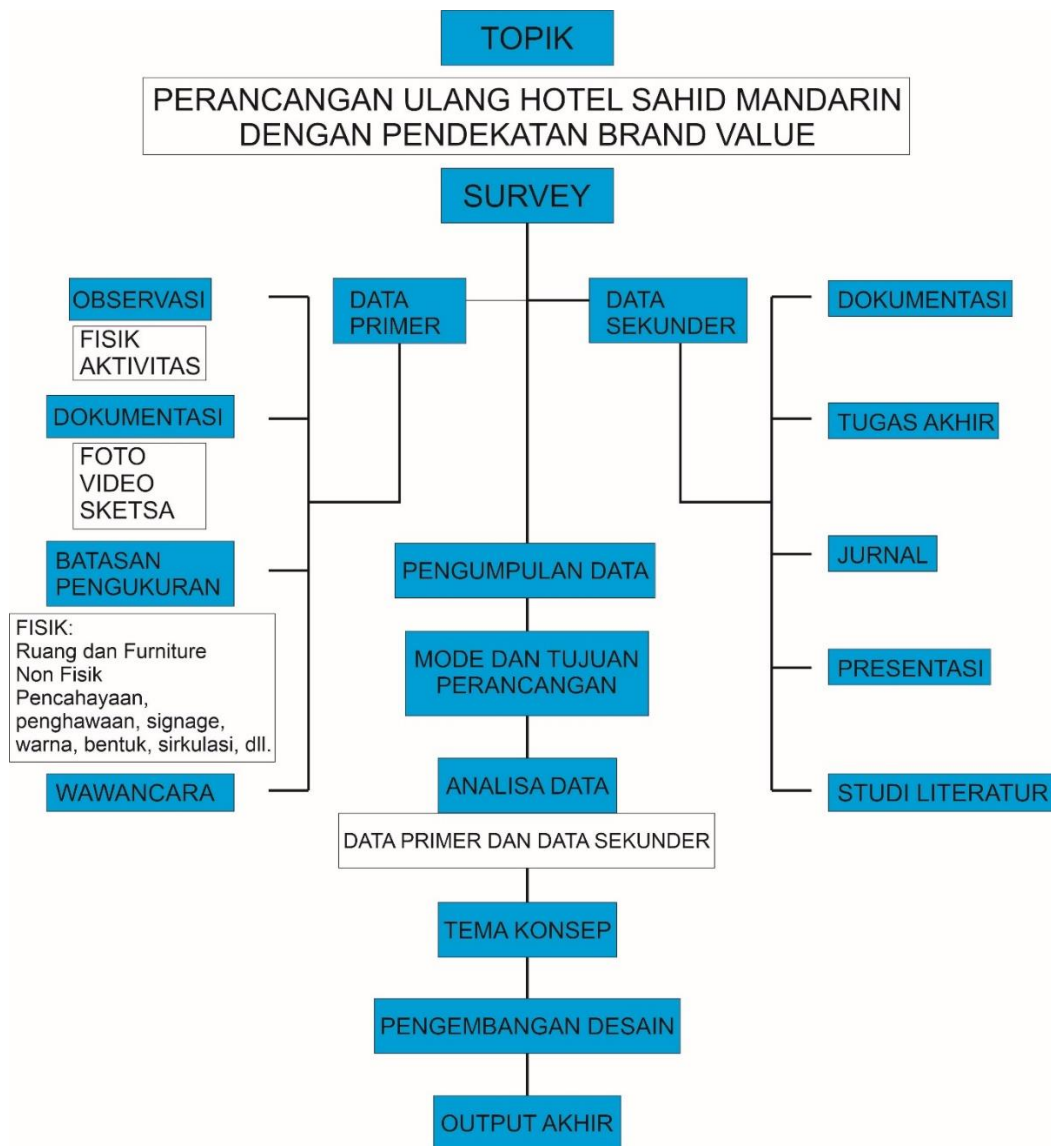 TOPIK
PERANCANGAN ULANG HOTEL SAHID MANDARIN
DENGAN PENDEKATAN BRAND VALUE
SURVEY
DATA
PRIMER
DATA
SEKUNDER
OBSERVASI
FISIK
AKTIVITAS
DOKUMENTASI
FOTO
VIDEO
SKETSA
BATASAN
PENGUKURAN
FISIK:
Ruang dan Furniture
Non Fisik
Pencahayaan,
penghawaan, signage,
warna, bentuk, sirkulasi, dll.
WAWANCARA
DOKUMENTASI
TUGAS AKHIR
JURNAL
PRESENTASI
STUDI LITERATUR
PENGUMPULAN DATA
MODE DAN TUJUAN
PERANCANGAN
ANALISA DATA
DATA PRIMER DAN DATA SEKUNDER
TEMA KONSEP
PENGEMBANGAN DESAIN
OUTPUT AKHIR